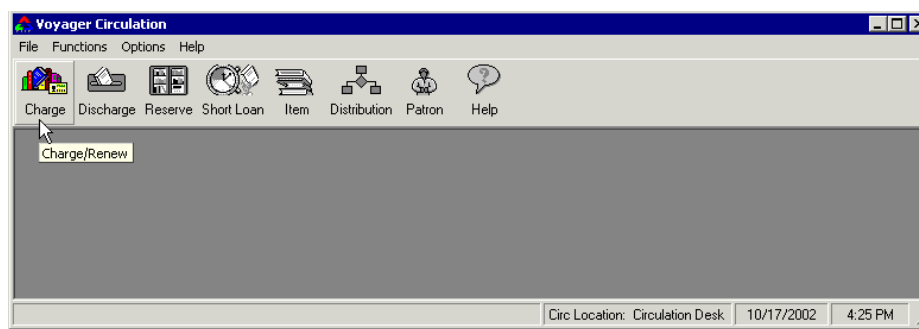 Voyager Circulation
File Functions Options Help
Charge Discharge Reserve Short Loan Item Distribution Patron Help
Charge/Renew
Circ Location: Circulation Desk 10/17/2002 4:25 PM